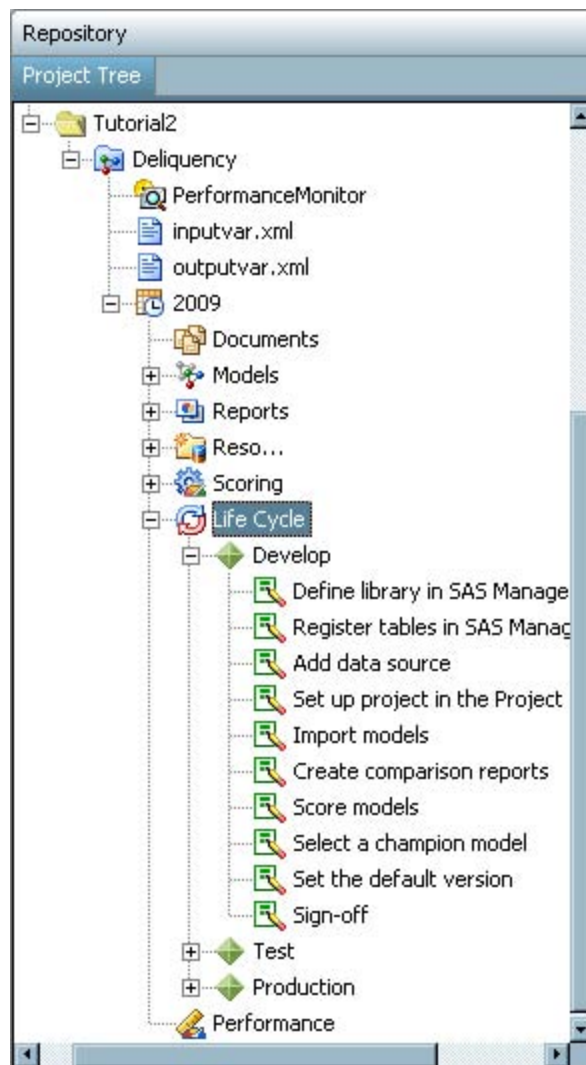 Repository
Project Tree
Tutorial2
Deliquency
PerformanceMonitor
inputvar.xml
outputvar.xml
2009
Documents
Models
Reports
Reso...
Scoring
Life Cycle
Develop
Define library in SAS Manage
Register tables in SAS Manag
Add data source
Set up project in the Project
Import models
Create comparison reports
Score models
Select a champion model
Set the default version
Sign-off
Test
Production
Performance